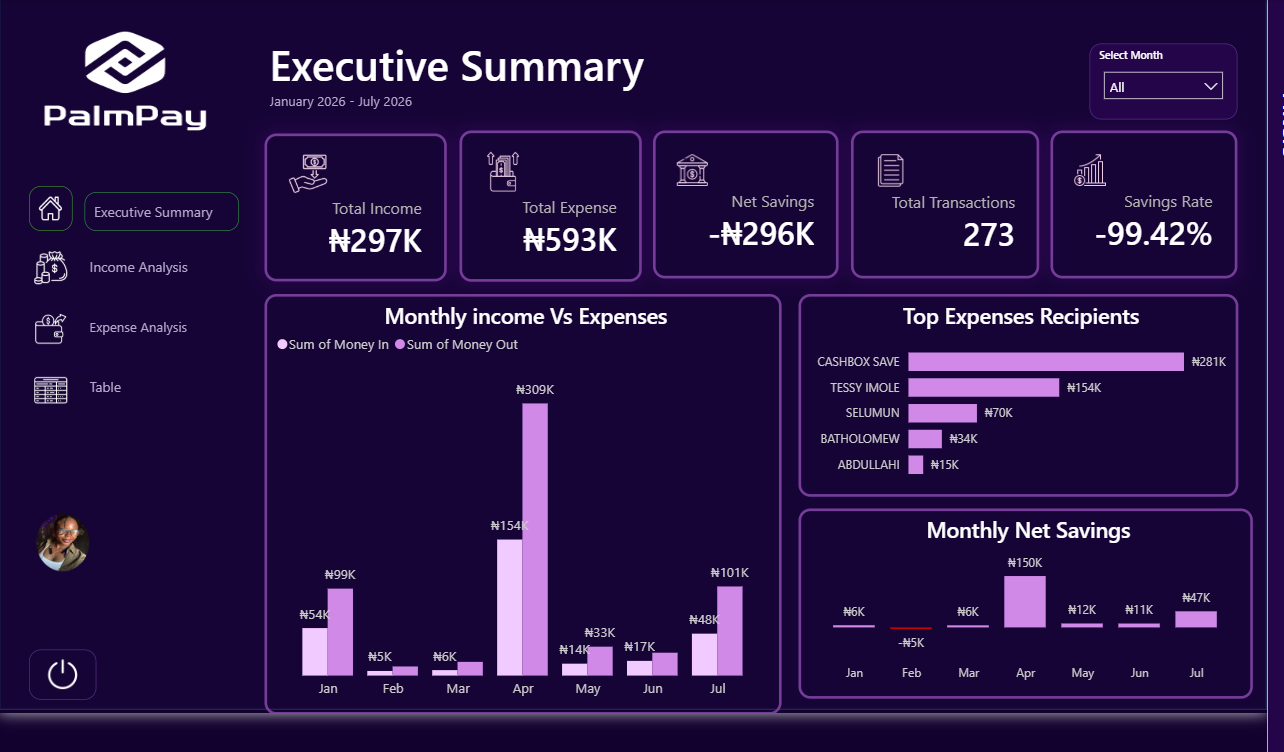 PalmPay
Executive Summary
January 2026 - July 2026
Select Month
All
Executive Summary
Income Analysis
Expense Analysis
Table
Total Income
₦297K
Total Expense
₦593K
Net Savings
-₦296K
Total Transactions
273
Savings Rate
-99.42%
Monthly income Vs Expenses
Sum of Money In Sum of Money Out
₦309K
₦154K
₦99K
₦101K
₦54K
₦48K
₦5K
₦6K
₦14K
₦33K
₦17K
Jan Feb Mar Apr May Jun Jul
Top Expenses Recipients
CASHBOX SAVE ₦281K
TESSY IMOLE ₦154K
SELUMUN ₦70K
BATHOLOMEW ₦34K
ABDULLAHI ₦15K
Monthly Net Savings
₦150K
₦6K
-₦5K
₦6K
₦12K
₦11K
₦47K
Jan Feb Mar Apr May Jun Jul